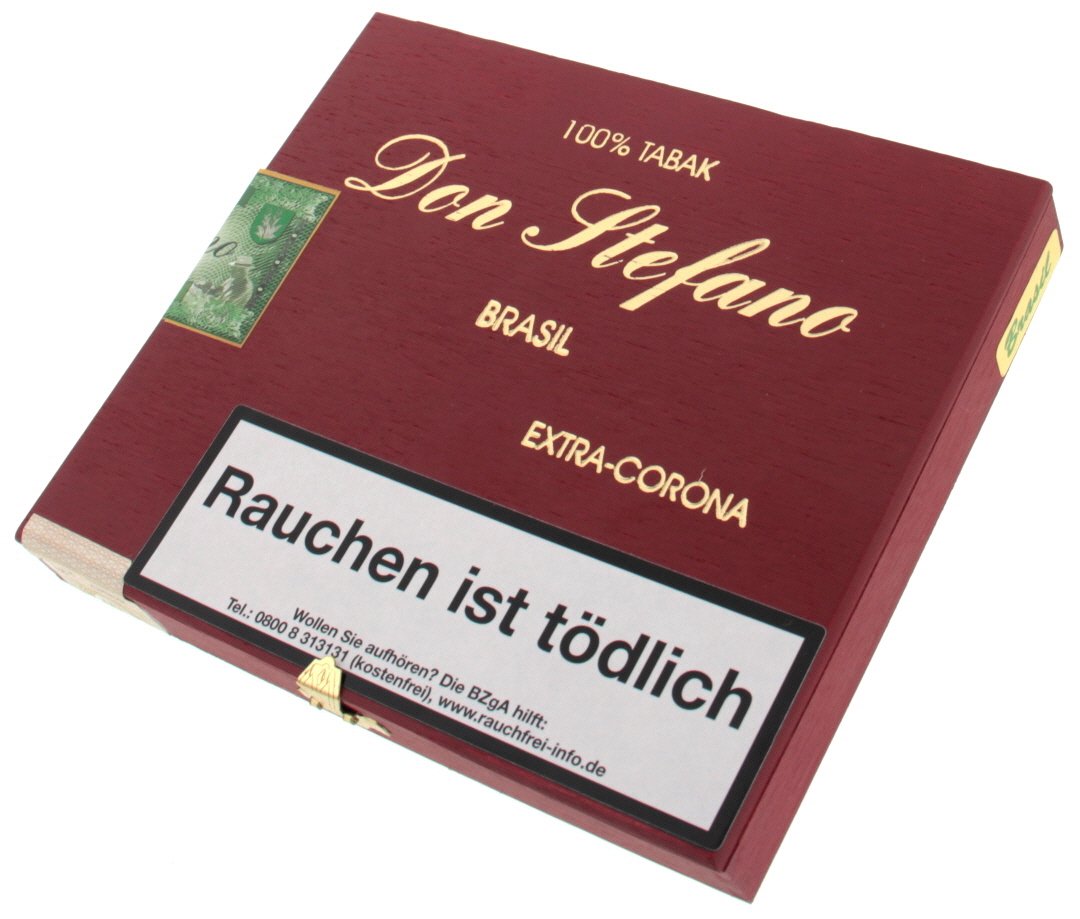 100% TABAK
Don Stefano
BRASIL
EXTRA-CORONA
Brasil
Rauchen ist tödlich
Wollen Sie aufhören? Die BZgA hilft:
Tel.: 0800 8 313131 (kostenfrei), www.rauchfrei-info.de